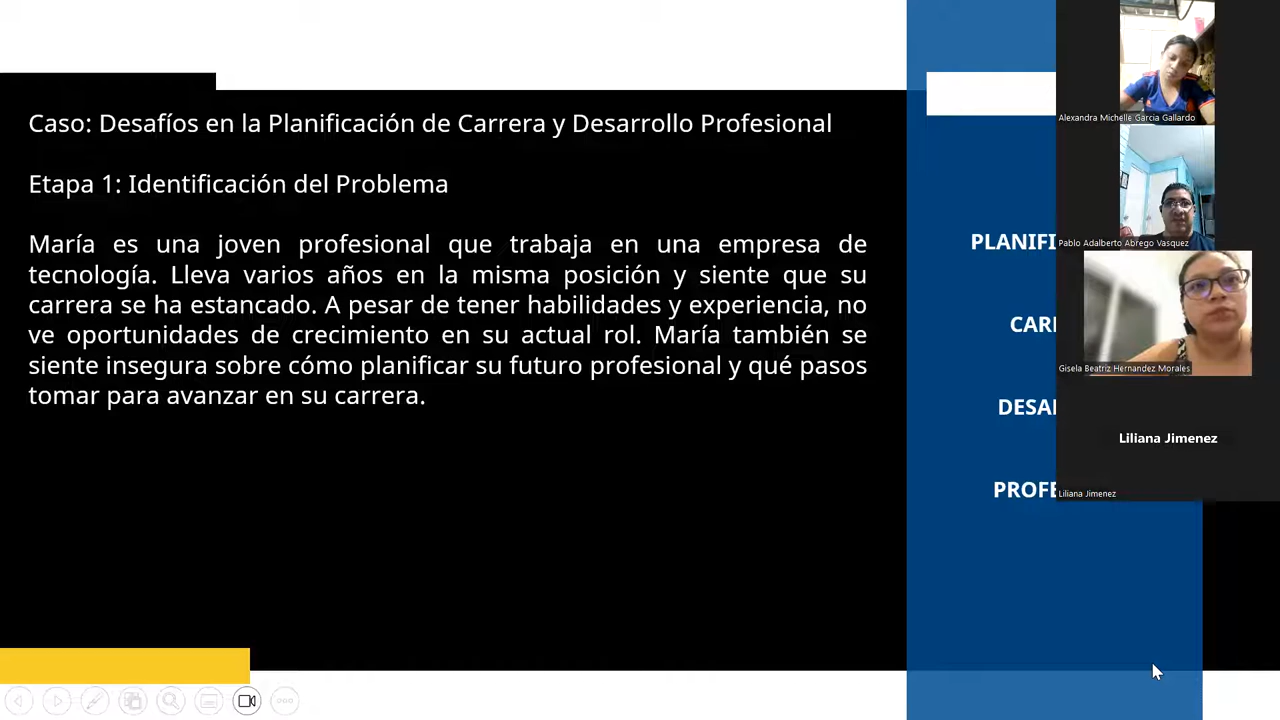 Caso: Desafíos en la Planificación de Carrera y Desarrollo Profesional
Etapa 1: Identificación del Problema
María es una joven profesional que trabaja en una empresa de
tecnología. Lleva varios años en la misma posición y siente que su
carrera se ha estancado. A pesar de tener habilidades y experiencia, no
ve oportunidades de crecimiento en su actual rol. María también se
siente insegura sobre cómo planificar su futuro profesional y qué pasos
tomar para avanzar en su carrera.
PLANIFI
CAR
DESAR
PROFE
Alexandra Michelle Garcia Gallardo
Pablo Adalberto Abrego Vasquez
Gisela Beatriz Hernandez Morales
Liliana Jimenez
Liliana Jimenez